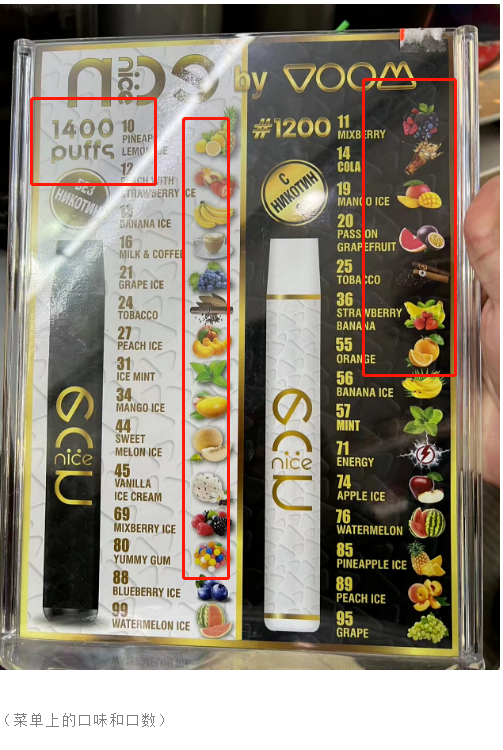 nice
by VOOM
1400
puffs
БЕЗ
НИКОТИН
10
PINEAP
LEMON ICE
12
PEACH WITH
STRAWBERRY ICE
BANANA ICE
16
MILK & COFFEE
21
GRAPE ICE
24
TOBACCO
27
PEACH ICE
31
ICE MINT
34
MANGO ICE
44
SWEET
MELON ICE
45
VANILLA
ICE CREAM
69
MIXBERRY ICE
80
YUMMY GUM
88
BLUEBERRY ICE
99
WATERMELON ICE
nice
#1200
С
НИКОТИН
11
MIXBERRY
14
COLA
19
MANGO ICE
20
PASSION
GRAPEFRUIT
25
TOBACCO
36
STRAWBERRY
BANANA
55
ORANGE
56
BANANA ICE
57
MINT
71
ENERGY
74
APPLE ICE
76
WATERMELON
85
PINEAPPLE ICE
89
PEACH ICE
95
GRAPE
nice
（菜单上的口味和口数）